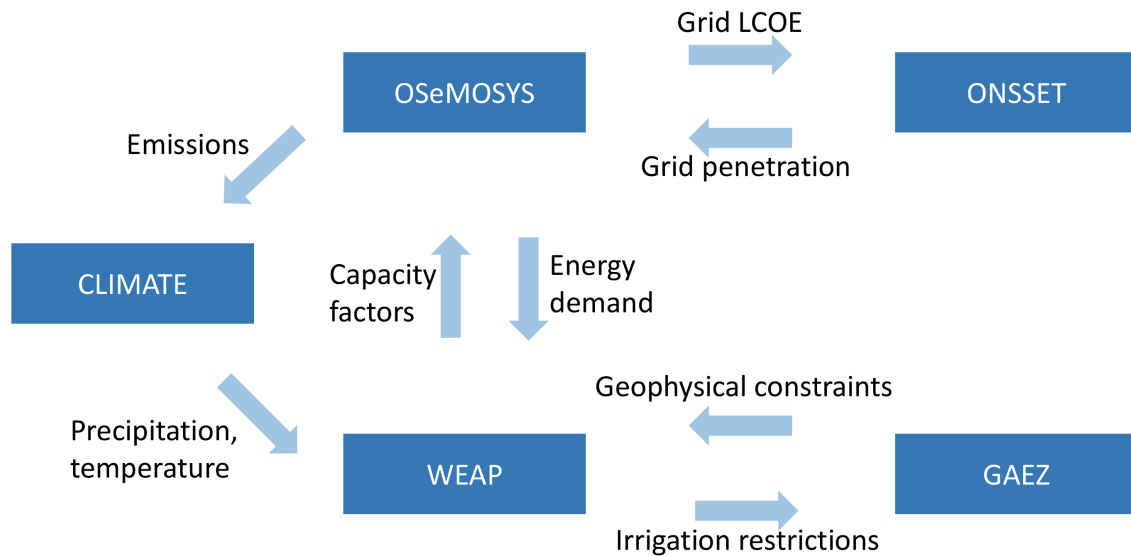 Grid LCOE
OSeMOSYS
ONSSET
Emissions
Grid penetration
CLIMATE
Capacity
factors
Energy
demand
Geophysical constraints
Precipitation,
temperature
WEAP
GAEZ
Irrigation restrictions